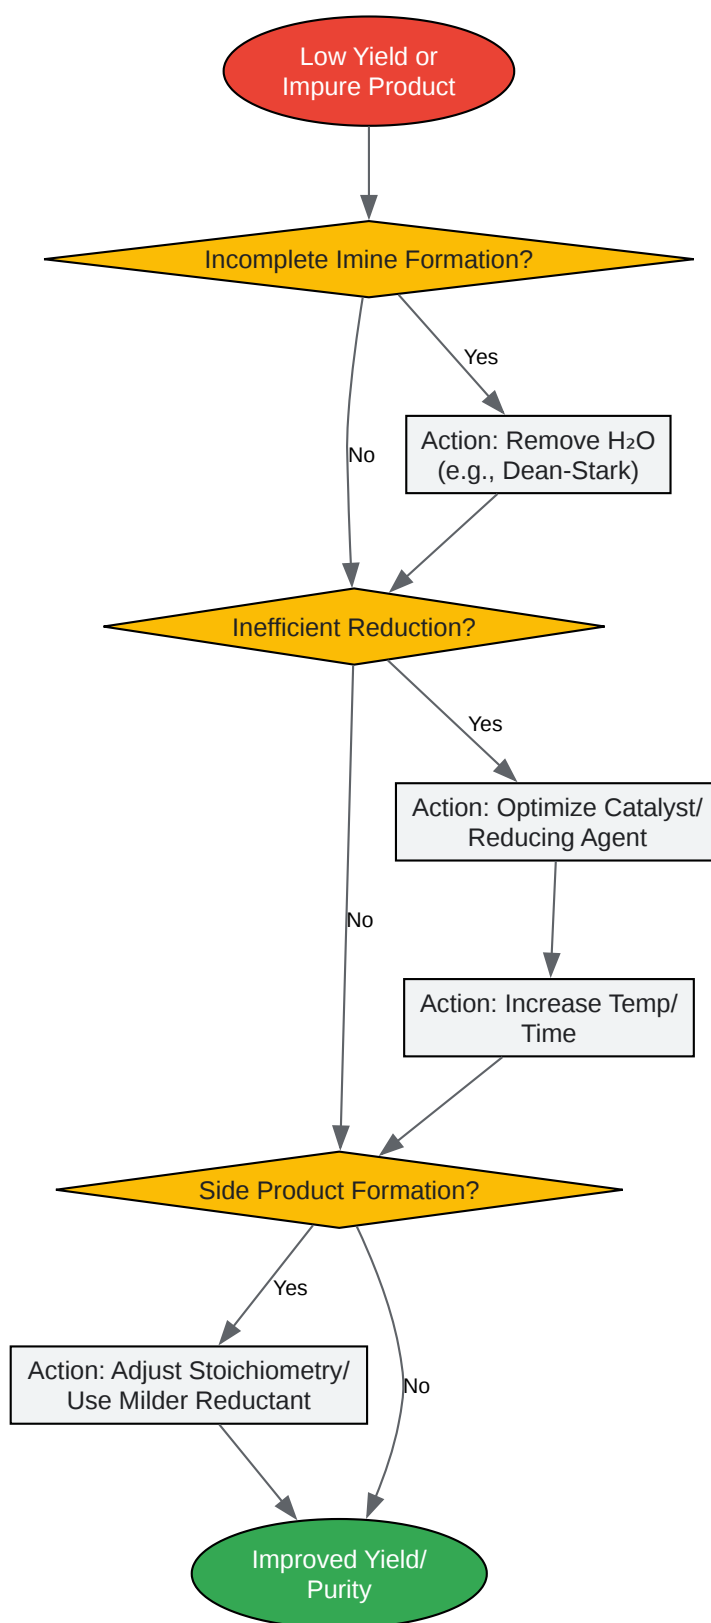 Low Yield or
Impure Product
Incomplete Imine Formation?
Yes
Action: Remove H₂O
(e.g., Dean-Stark)
No
Inefficient Reduction?
Yes
Action: Optimize Catalyst/
Reducing Agent
No
Action: Increase Temp/
Time
Side Product Formation?
Yes
Action: Adjust Stoichiometry/
Use Milder Reductant
No
Improved Yield/
Purity